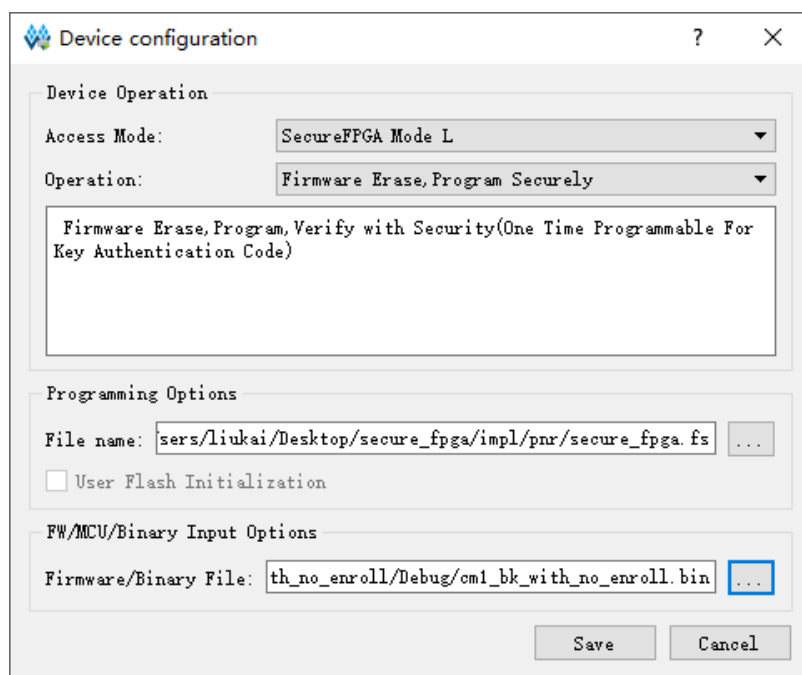 Device configuration
?
Device Operation
Access Mode:
SecureFPGA Mode L
Operation:
Firmware Erase,Program Securely
Firmware Erase,Program,Verify with Security(One Time Programmable For
Key Authentication Code)
Programming Options
File name:
sers/liukai/Desktop/secure_fpga/impl/pnr/secure_fpga.fs
...
User Flash Initialization
FW/MCU/Binary Input Options
Firmware/Binary File:
th_no_enroll/Debug/cm1_bk_with_no_enroll.bin
...
Save
Cancel